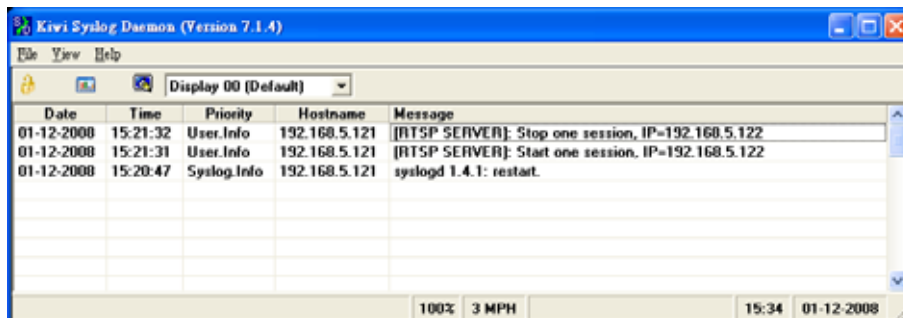 Kiwi Syslog Daemon (Version 7.1.4)
File View Help
Display 00 (Default)
Date Time Priority Hostname Message
01-12-2008 15:21:32 User.Info 192.168.5.121 [RTSP SERVER]: Stop one session, IP=192.168.5.122
01-12-2008 15:21:31 User.Info 192.168.5.121 [RTSP SERVER]: Start one session, IP=192.168.5.122
01-12-2008 15:20:47 Syslog.Info 192.168.5.121 syslogd 1.4.1: restart.
100% 3 MPH 15:34 01-12-2008